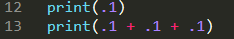 12 print(.1)
13 print(.1 + .1 + .1)